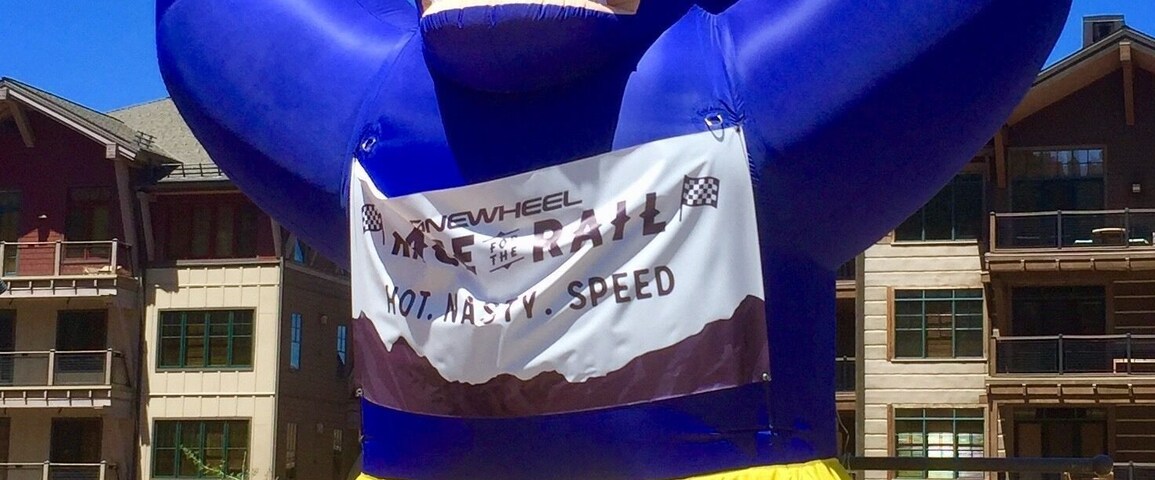 ONEWHEEL
RACE FOR THE RAIL
HOT. NASTY. SPEED